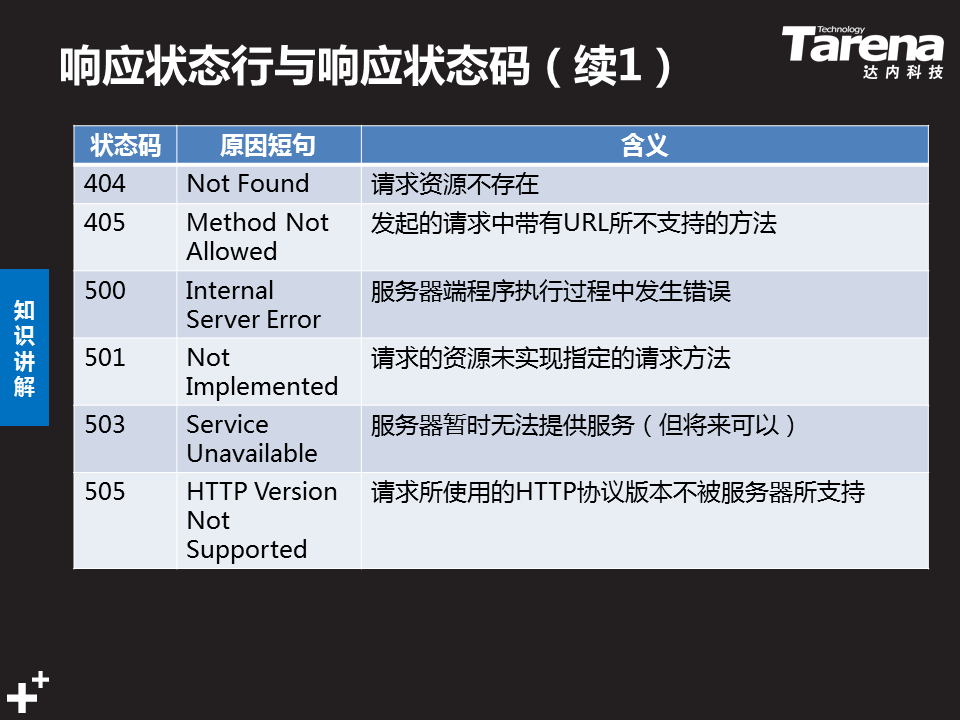 响应状态行与响应状态码（续1）
Technology
Tarena
达内科技
状态码 原因短句 含义
404 Not Found 请求资源不存在
405 Method Not 发起的请求中带有URL所不支持的方法
Allowed
500 Internal 服务器端程序执行过程中发生错误
Server Error
501 Not 请求的资源未实现指定的请求方法
Implemented
503 Service 服务器暂时无法提供服务（但将来可以）
Unavailable
505 HTTP Version 请求所使用的HTTP协议版本不被服务器所支持
Not
Supported
知
识
讲
解